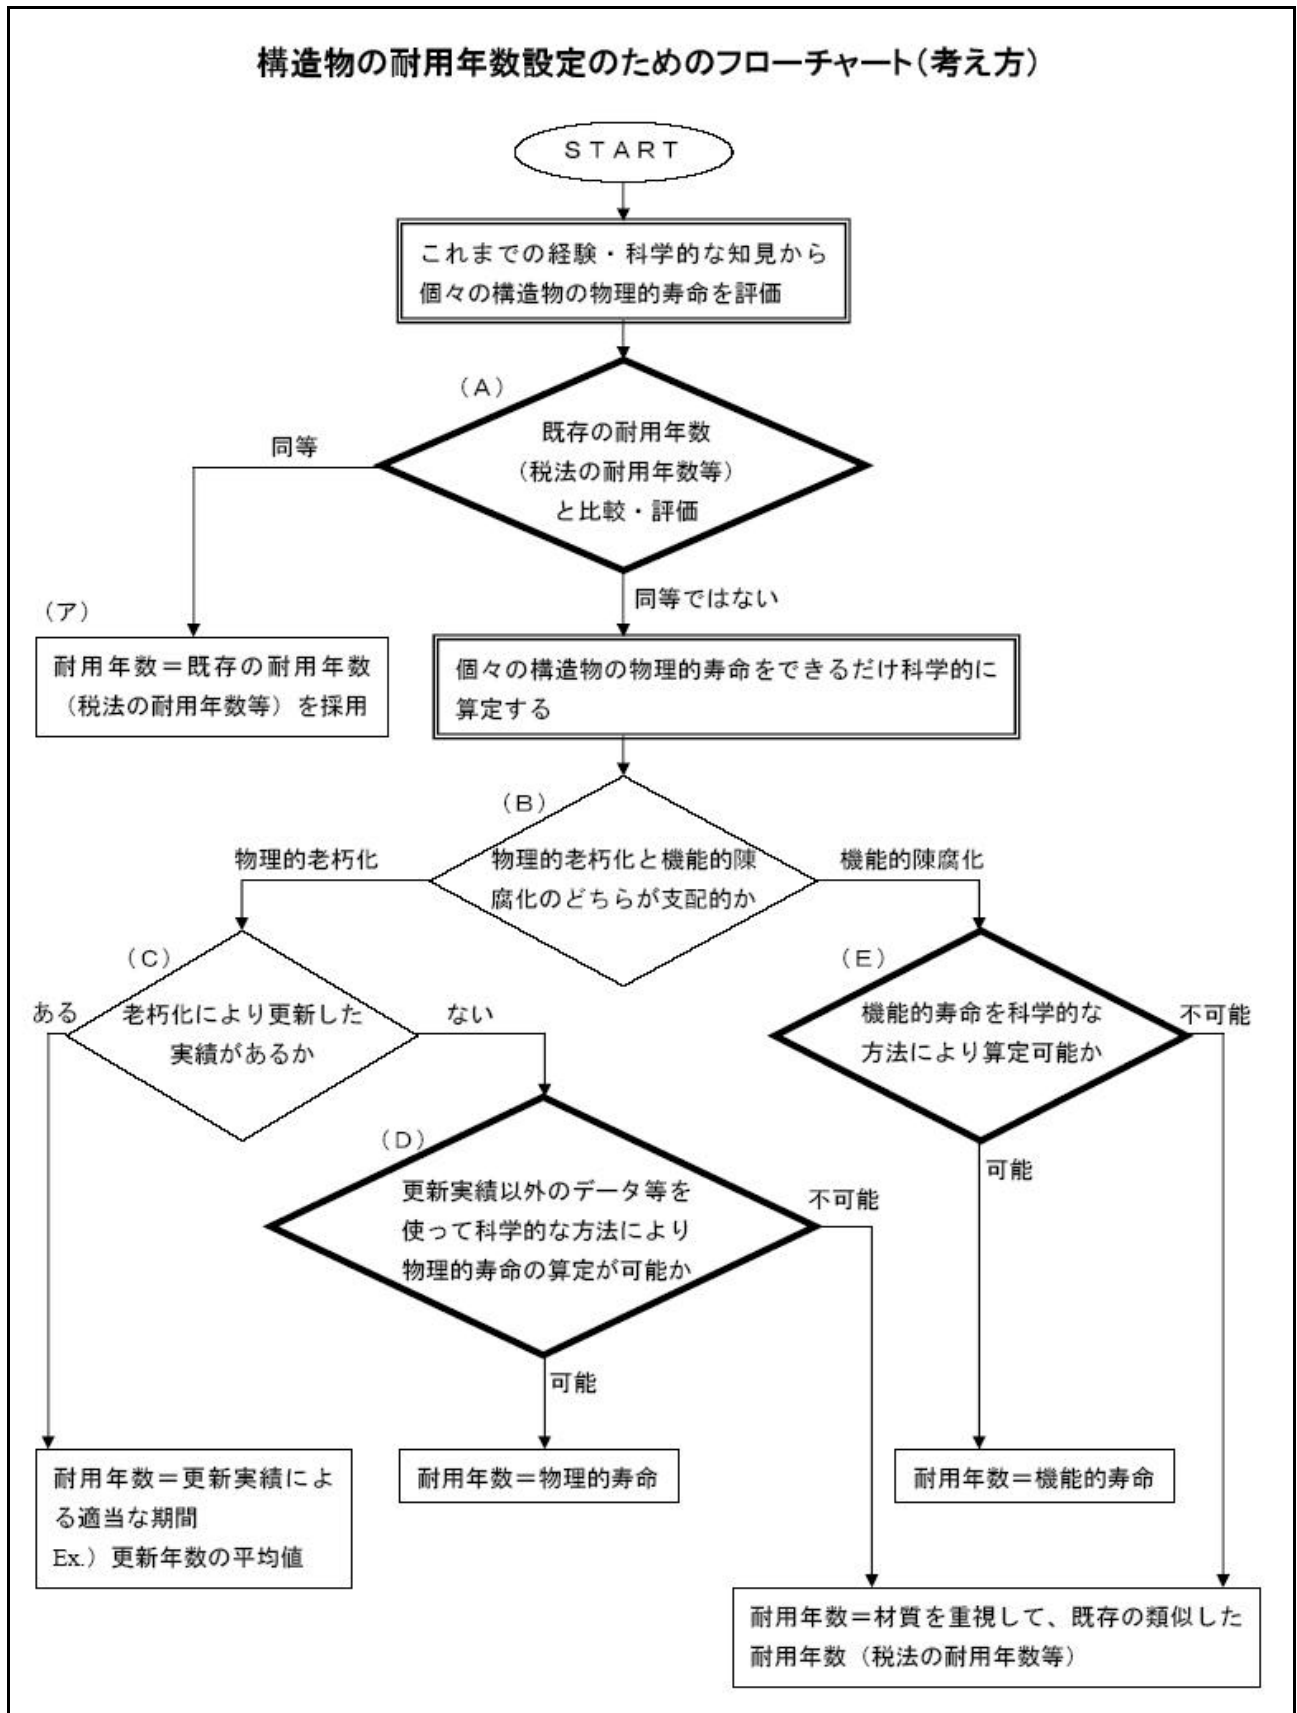 構造物の耐用年数設定のためのフローチャート（考え方）
ＳＴＡＲＴ
これまでの経験・科学的な知見から
個々の構造物の物理的寿命を評価
（Ａ）
既存の耐用年数
（税法の耐用年数等）
と比較・評価
同等
同等ではない
（ア）
耐用年数＝既存の耐用年数
（税法の耐用年数等）を採用
個々の構造物の物理的寿命をできるだけ科学的に
算定する
（Ｂ）
物理的老朽化と機能的陳
腐化のどちらが支配的か
物理的老朽化
機能的陳腐化
（Ｃ）
老朽化により更新した
実績があるか
ある
ない
（Ｅ）
機能的寿命を科学的な
方法により算定可能か
不可能
可能
（Ｄ）
更新実績以外のデータ等を
使って科学的な方法により
物理的寿命の算定が可能か
不可能
可能
耐用年数＝更新実績によ
る適当な期間
Ex.）更新年数の平均値
耐用年数＝物理的寿命
耐用年数＝機能的寿命
耐用年数＝材質を重視して、既存の類似した
耐用年数（税法の耐用年数等）